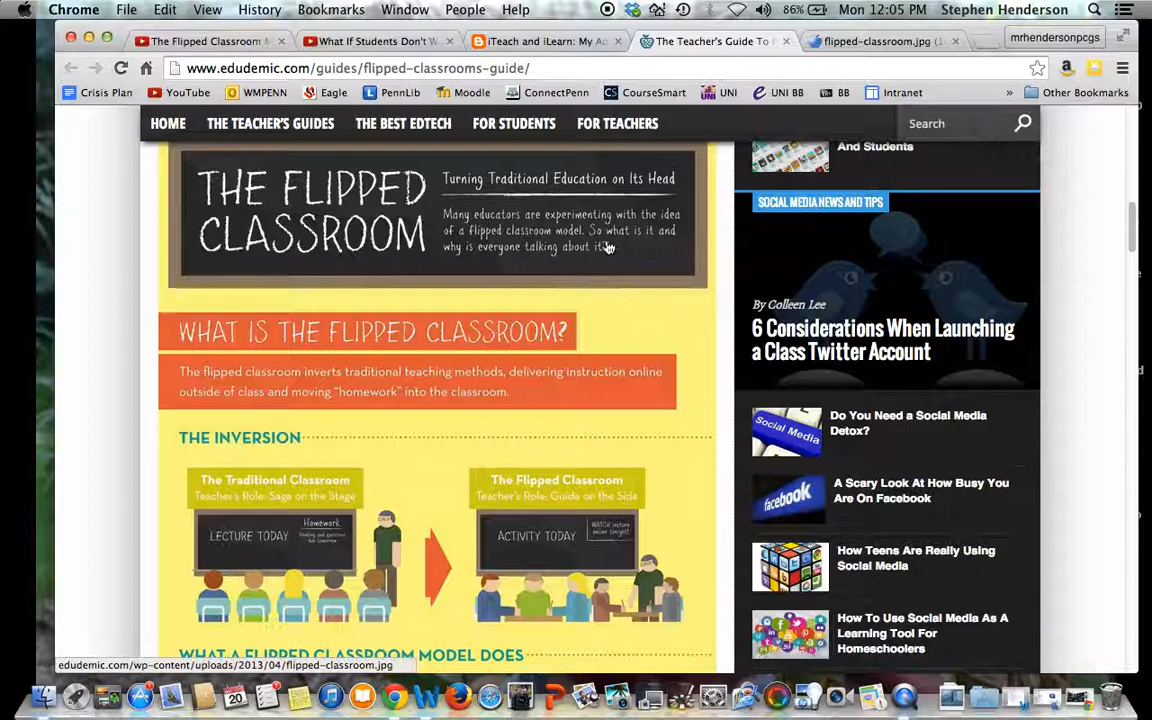 Chrome File Edit View History Bookmarks Window People Help 86% Mon 12:05 PM Stephen Henderson
The Flipped Classroom M What If Students Don't W iTeach and iLearn: My Ac The Teacher's Guide To F flipped-classroom.jpg (1 mrhendersonpcgs
www.edudemic.com/guides/flipped-classrooms-guide/
Crisis Plan YouTube WMPENN Eagle PennLib Moodle ConnectPenn CourseSmart UNI UNI BB BB Intranet » Other Bookmarks
HOME THE TEACHER'S GUIDES THE BEST EDTECH FOR STUDENTS FOR TEACHERS Search
And Students
THE FLIPPED
CLASSROOM
Turning Traditional Education on Its Head
Many educators are experimenting with the idea
of a flipped classroom model. So what is it and
why is everyone talking about it?
WHAT IS THE FLIPPED CLASSROOM?
The flipped classroom inverts traditional teaching methods, delivering instruction online
outside of class and moving "homework" into the classroom.
THE INVERSION
The Traditional Classroom
Teacher's Role: Sage on the Stage
LECTURE TODAY
Homework
The Flipped Classroom
Teacher's Role: Guide on the Side
ACTIVITY TODAY
WATCH lecture
online tonight!
WHAT A FLIPPED CLASSROOM MODEL DOES
edudemic.com/wp-content/uploads/2013/04/flipped-classroom.jpg
SOCIAL MEDIA NEWS AND TIPS
By Colleen Lee
6 Considerations When Launching
a Class Twitter Account
Social Media
Do You Need a Social Media
Detox?
facebook
A Scary Look At How Busy You
Are On Facebook
How Teens Are Really Using
Social Media
How To Use Social Media As A
Learning Tool For
Homeschoolers